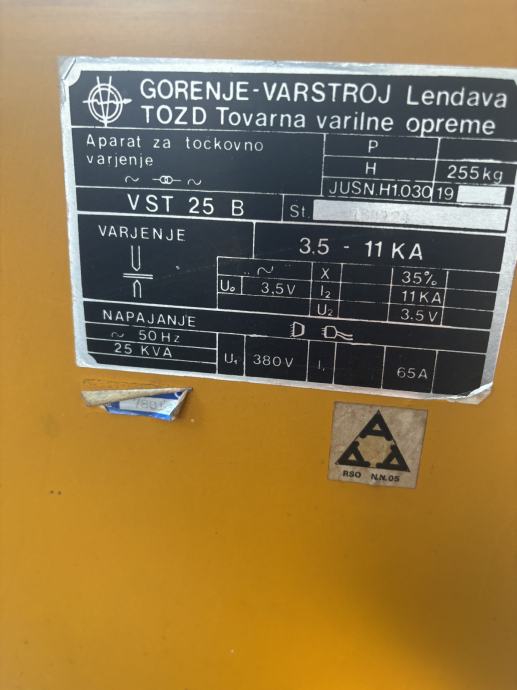 GORENJE-VARSTROJ Lendava
TOZD Tovarna varilne opreme
Aparat za tockovno
varjenje
P
H 255kg
JUS N.H1.030 19
VST 25 B St.
VARJENJE
3,5 - 11 KA
~ X 35%
U₀ 3,5V I₂ 11KA
U₂ 3.5V
NAPAJANJE
~ 50Hz
25 KVA
U₁ 380V I₁ 65A
RSO N.N.05